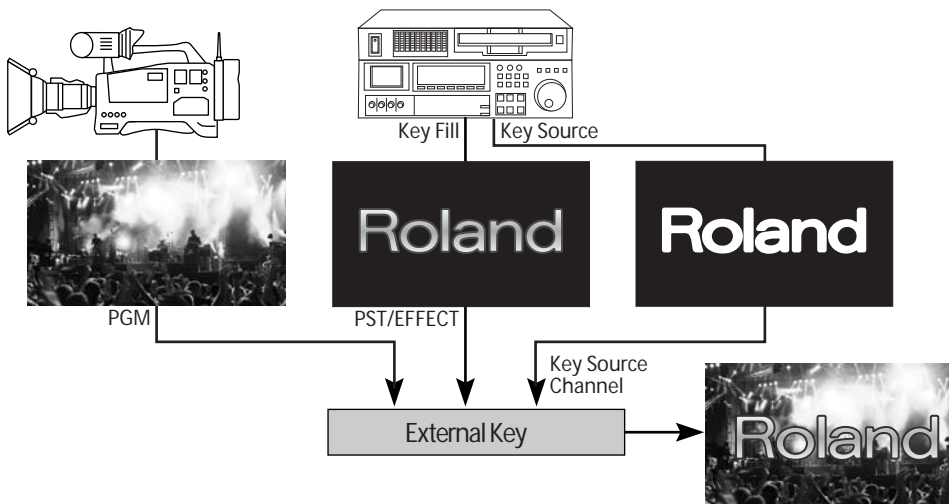 Key Fill
Key Source
Roland
Roland
PGM
PST/EFFECT
Key Source
Channel
External Key
Roland